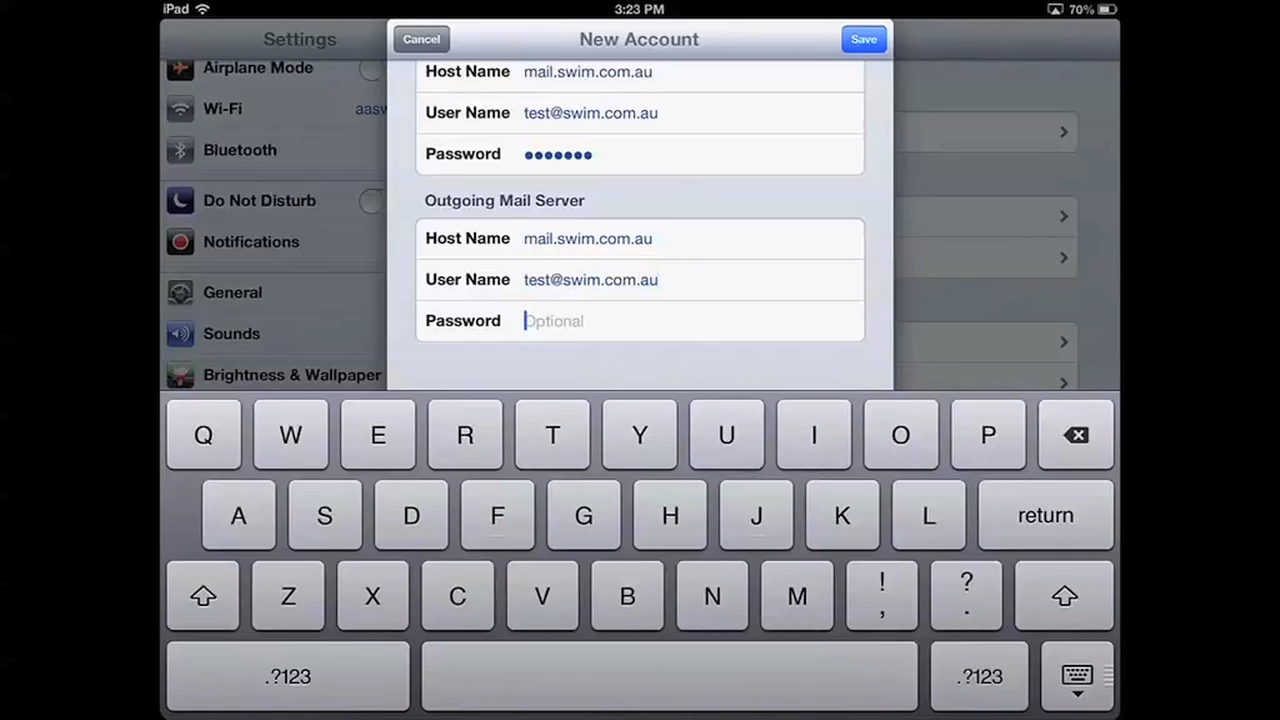 iPad 3:23 PM 70%
Settings Cancel New Account Save
Airplane Mode
Wi-Fi
Bluetooth
Do Not Disturb
Notifications
General
Sounds
Brightness & Wallpaper
Host Name mail.swim.com.au
User Name test@swim.com.au
Password •••••••
Outgoing Mail Server
Host Name mail.swim.com.au
User Name test@swim.com.au
Password Optional
Q W E R T Y U I O P
A S D F G H J K L return
Z X C V B N M ! , ? .
.?123 .?123